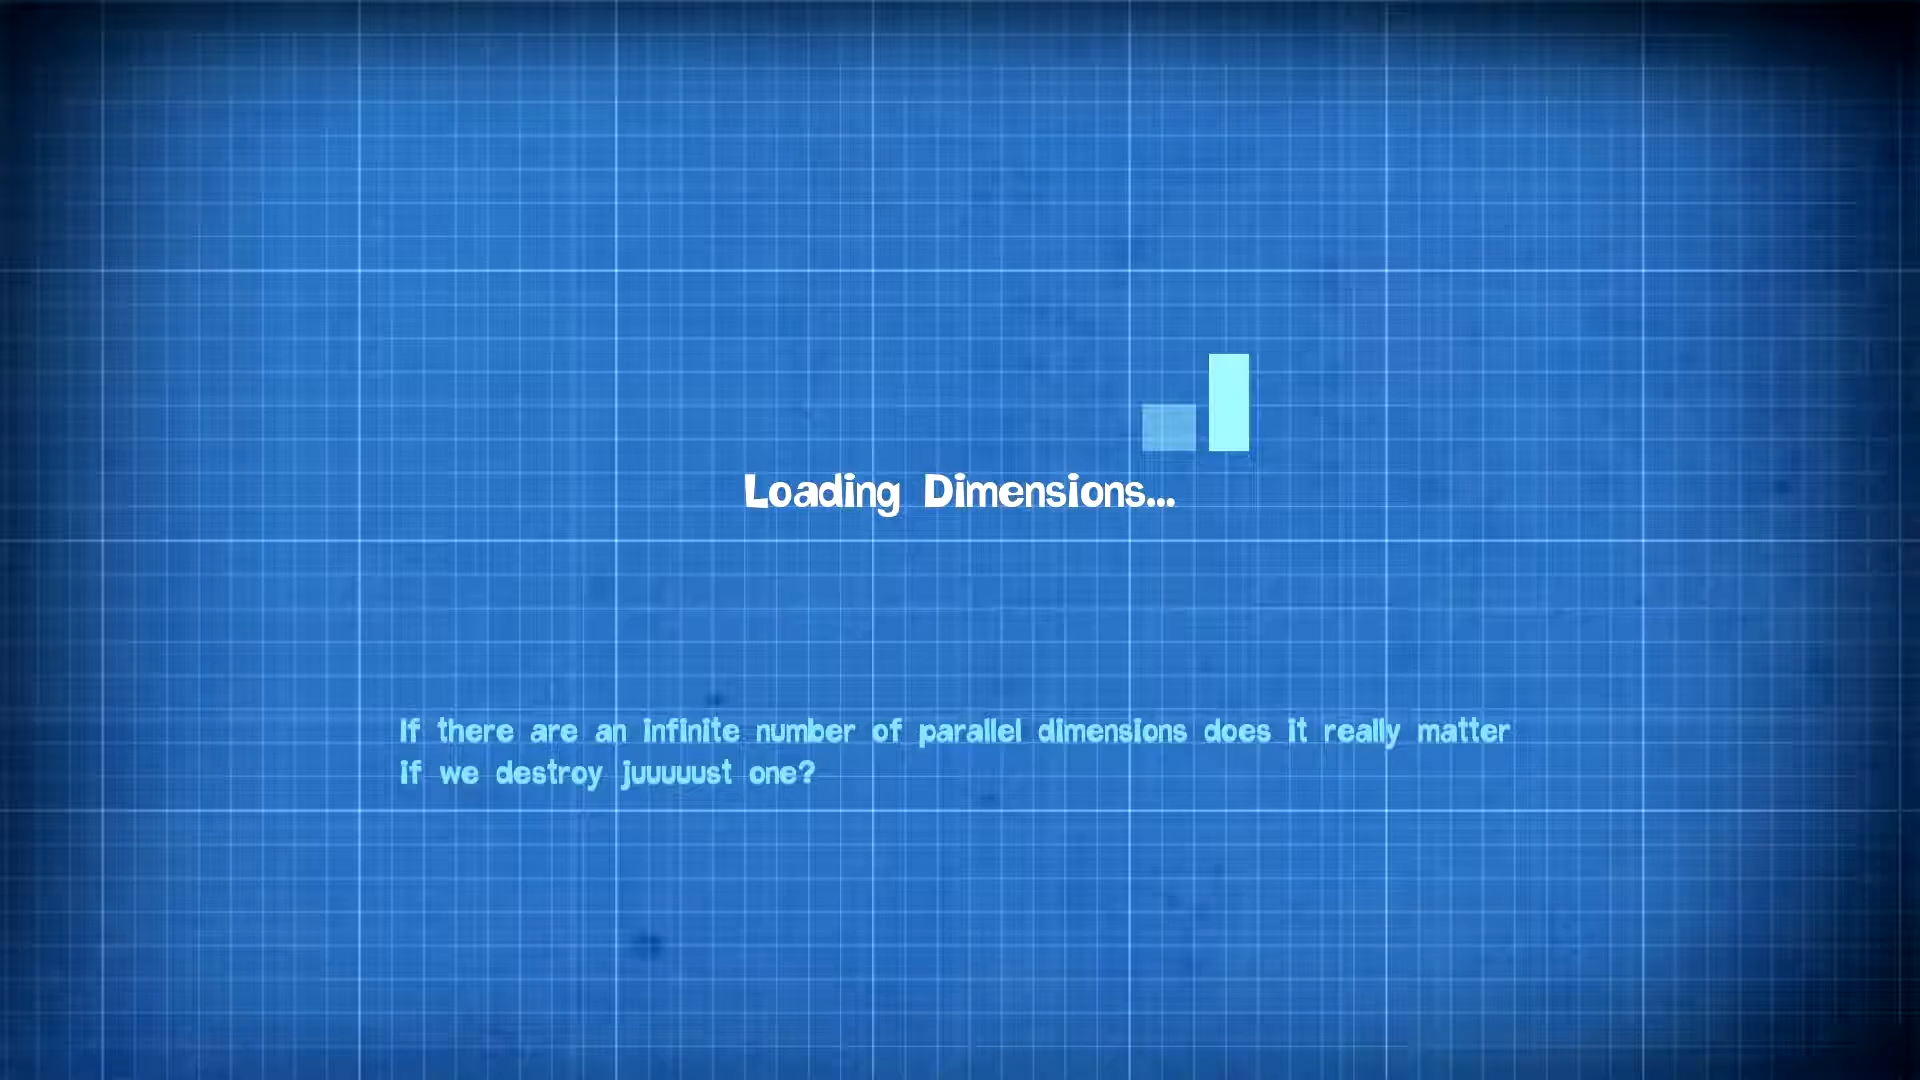 Loading Dimensions...
If there are an infinite number of parallel dimensions does it really matter
if we destroy juuuuust one?